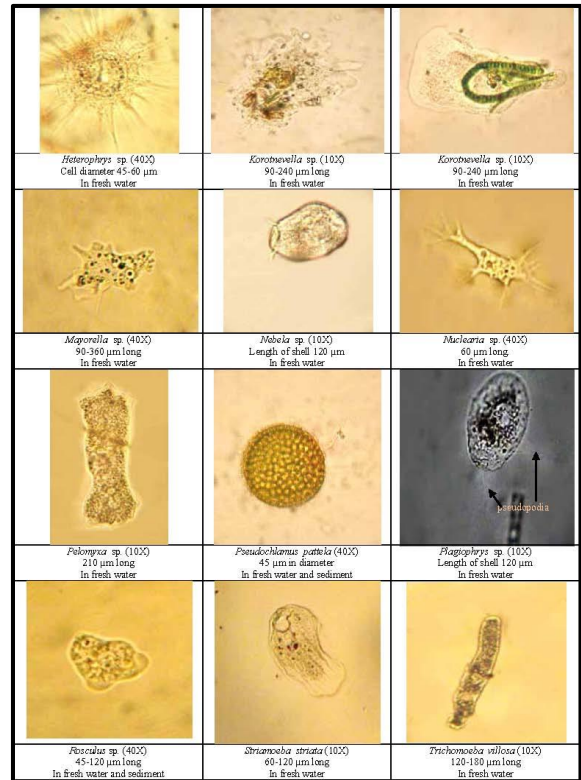 Heterophrys sp. (40X)
Cell diameter 45-60 µm
In fresh water
Korotnevella sp. (10X)
90-240 µm long
In fresh water
Korotnevella sp. (10X)
90-240 µm long
In fresh water
Mayorella sp. (40X)
90-360 µm long
In fresh water
Nebela sp. (10X)
Length of shell 120 µm
In fresh water
Nuclearia sp. (40X)
60 µm long
In fresh water
pseudopodia
Pelomyxa sp. (10X)
210 µm long
In fresh water
Pseudochlamus pattela (40X)
45 µm in diameter
In fresh water and sediment
Plagiophrys sp. (10X)
Length of shell 120 µm
In fresh water
Rosculus sp. (40X)
45-120 µm long
In fresh water and sediment
Striamoeba striata (10X)
60-120 µm long
In fresh water
Trichomoeba villosa (10X)
120-180 µm long
In fresh water